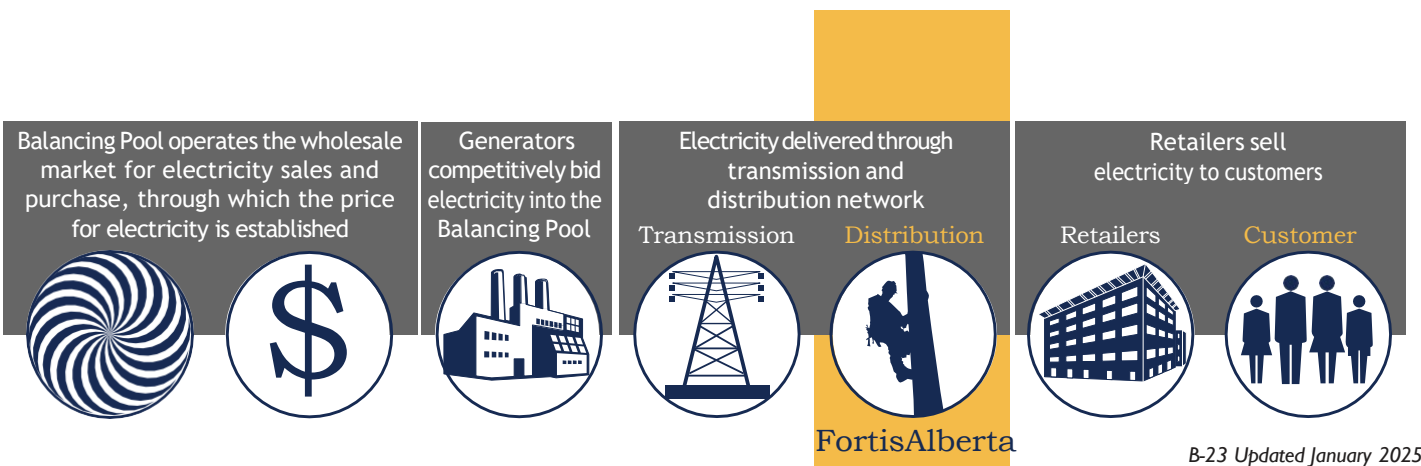 Balancing Pool operates the wholesale
market for electricity sales and
purchase, through which the price
for electricity is established
Generators
competitively bid
electricity into the
Balancing Pool
Electricity delivered through
transmission and
distribution network
Transmission
Distribution
Retailers sell
electricity to customers
Retailers
Customer
$
FortisAlberta
B-23 Updated January 2025